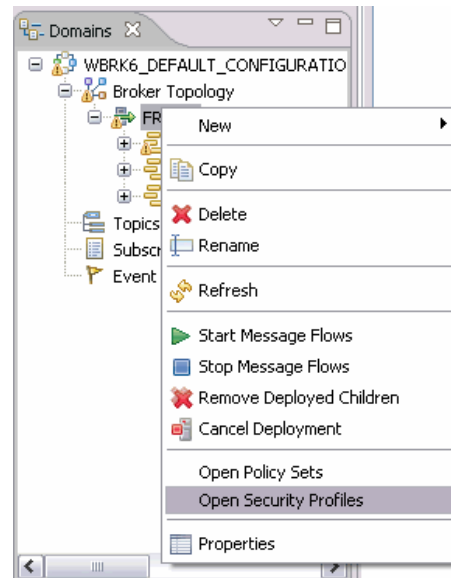 Domains
WBRK6_DEFAULT_CONFIGURATIO
Broker Topology
FR
New
Copy
Delete
Topics
Rename
Subscr
Event
Refresh
Start Message Flows
Stop Message Flows
Remove Deployed Children
Cancel Deployment
Open Policy Sets
Open Security Profiles
Properties